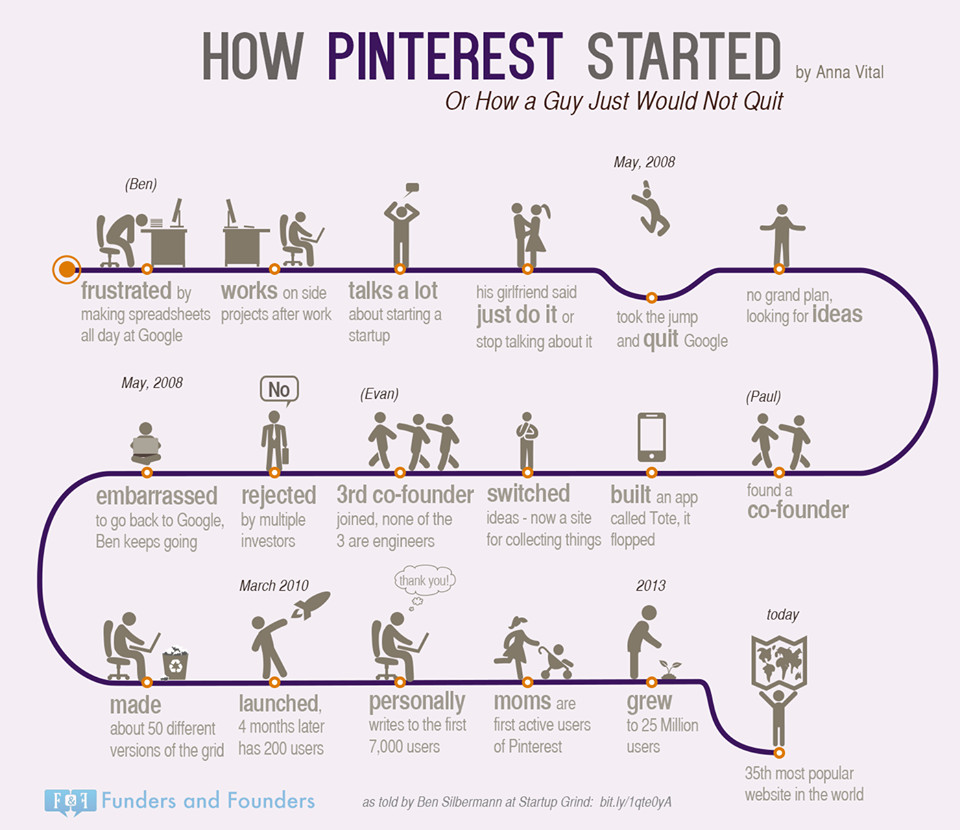 HOW PINTEREST STARTED by Anna Vital
Or How a Guy Just Would Not Quit
(Ben)
frustrated by
making spreadsheets
all day at Google
works on side
projects after work
talks a lot
about starting a
startup
his girlfriend said
just do it or
stop talking about it
May, 2008
took the jump
and quit Google
no grand plan,
looking for ideas
(Paul)
found a
co-founder
built an app
called Tote, it
flopped
switched
ideas - now a site
for collecting things
(Evan)
3rd co-founder
joined, none of the
3 are engineers
No
rejected
by multiple
investors
May, 2008
embarrassed
to go back to Google,
Ben keeps going
made
about 50 different
versions of the grid
March 2010
launched,
4 months later
has 200 users
thank you!
personally
writes to the first
7,000 users
moms are
first active users
of Pinterest
2013
grew
to 25 Million
users
today
35th most popular
website in the world
F&F Funders and Founders
as told by Ben Silbermann at Startup Grind: bit.ly/1qte0yA